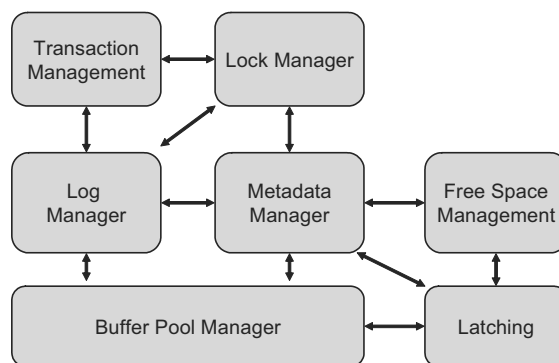 Transaction
Management
Lock Manager
Log
Manager
Metadata
Manager
Free Space
Management
Buffer Pool Manager
Latching